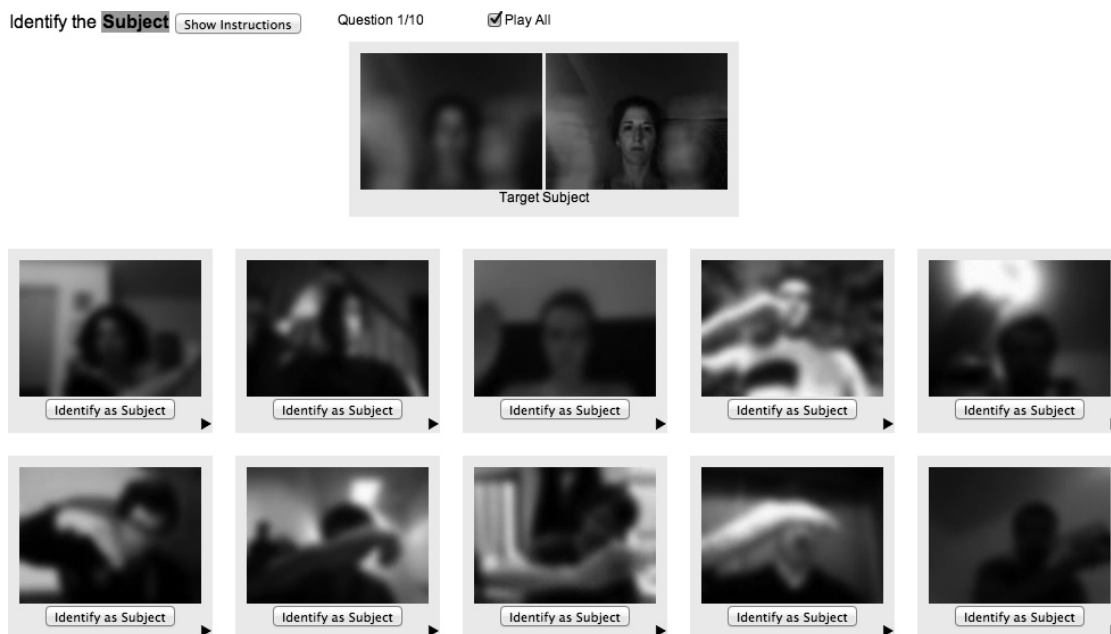 Identify the Subject Show Instructions Question 1/10 Play All
Target Subject
Identify as Subject Identify as Subject Identify as Subject Identify as Subject Identify as Subject
Identify as Subject Identify as Subject Identify as Subject Identify as Subject Identify as Subject